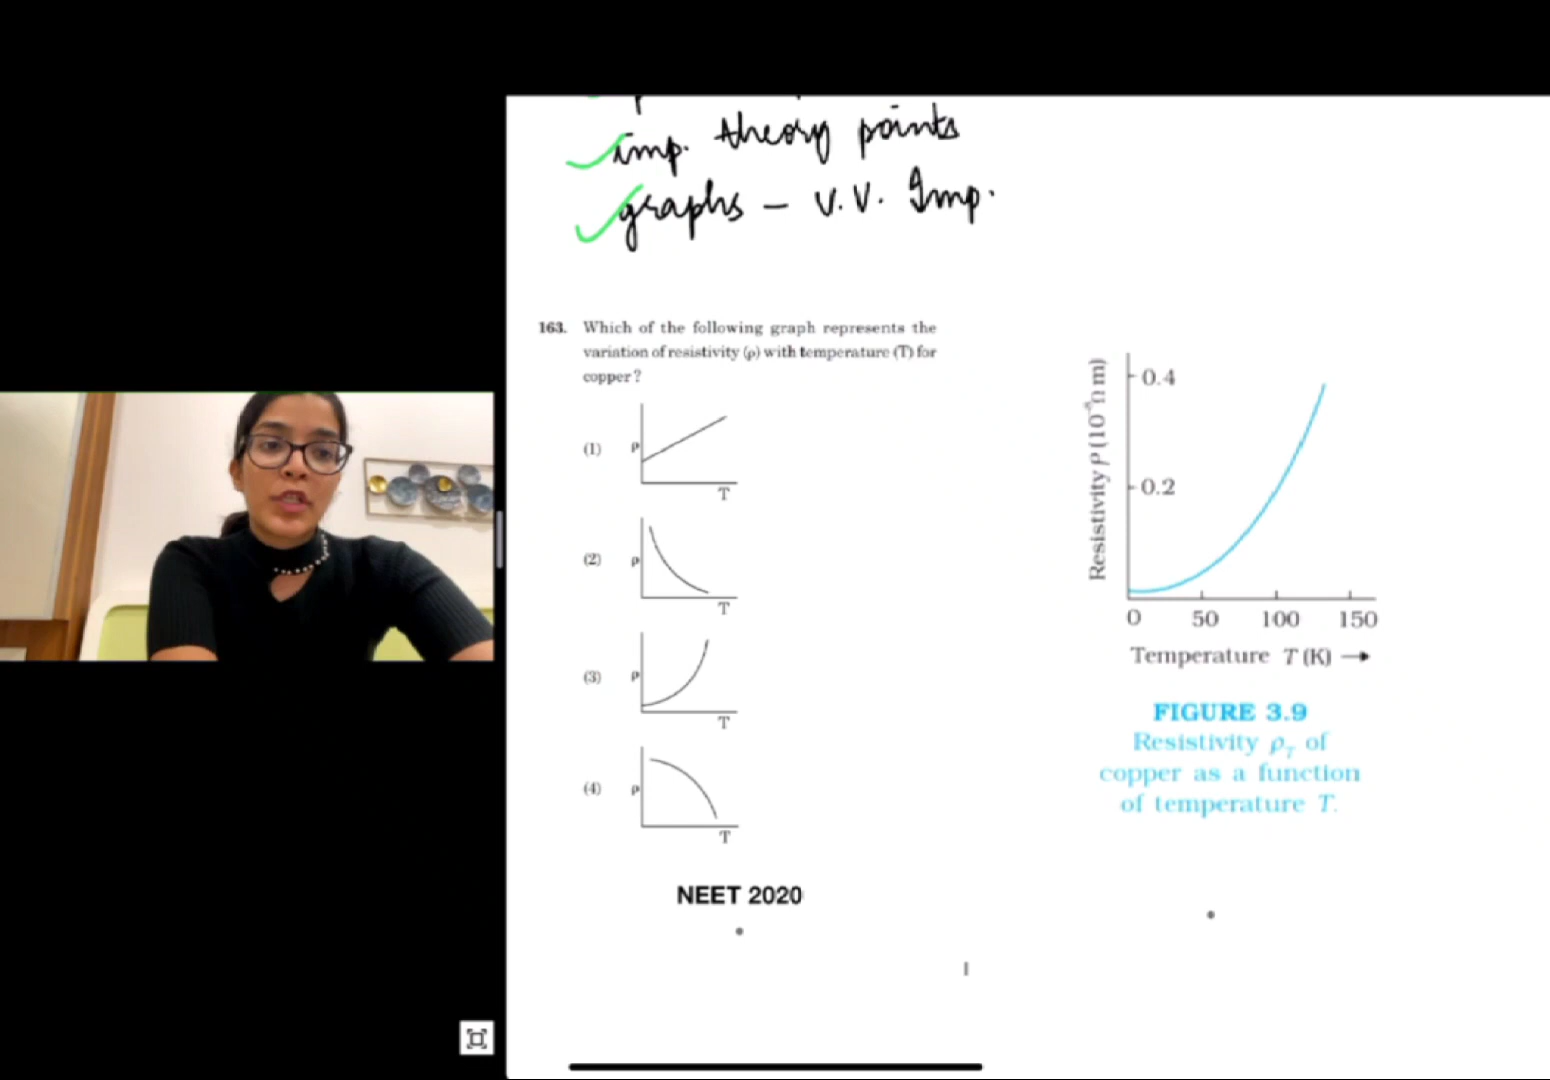 imp. theory points
graphs - V.V. Imp.
163. Which of the following graph represents the
variation of resistivity (ρ) with temperature (T) for
copper?
(1) ρ
T
(2) ρ
T
(3) ρ
T
(4) ρ
T
NEET 2020
Resistivity ρ (10⁻⁸Ω m)
0.4
0.2
0 50 100 150
Temperature T (K) →
FIGURE 3.9
Resistivity ρT of
copper as a function
of temperature T.